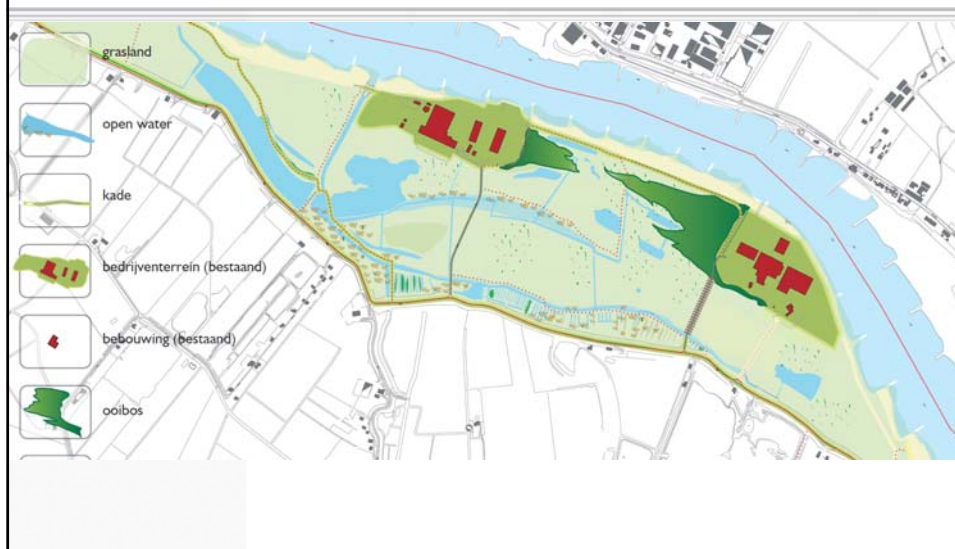 grasland
open water
kade
bedrijventerrein (bestaand)
bebouwing (bestaand)
ooibos